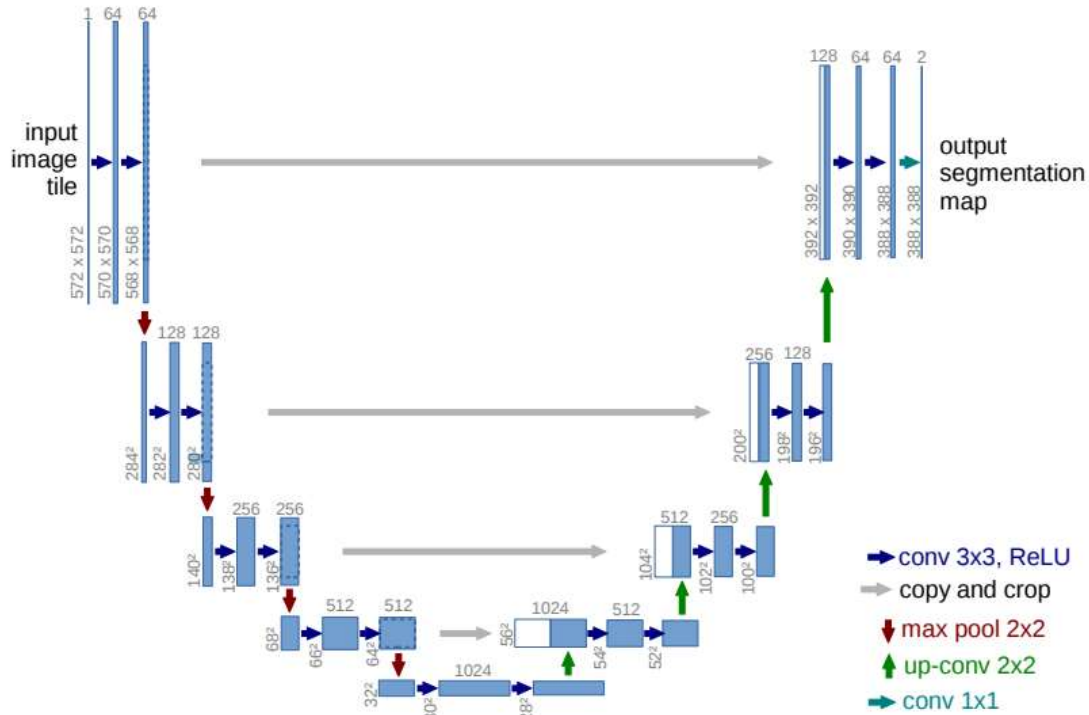 1
64
64
input
image
tile
572 x 572
570 x 570
568 x 568
128
64
64
2
output
segmentation
map
392 x 392
390 x 390
388 x 388
388 x 388
128
128
284²
282²
280²
256
128
200²
198²
196²
256
256
140²
138²
136²
512
256
104²
102²
100²
512
512
68²
66²
64²
1024
512
56²
54²
52²
1024
32²
conv 3x3, ReLU
copy and crop
max pool 2x2
up-conv 2x2
conv 1x1